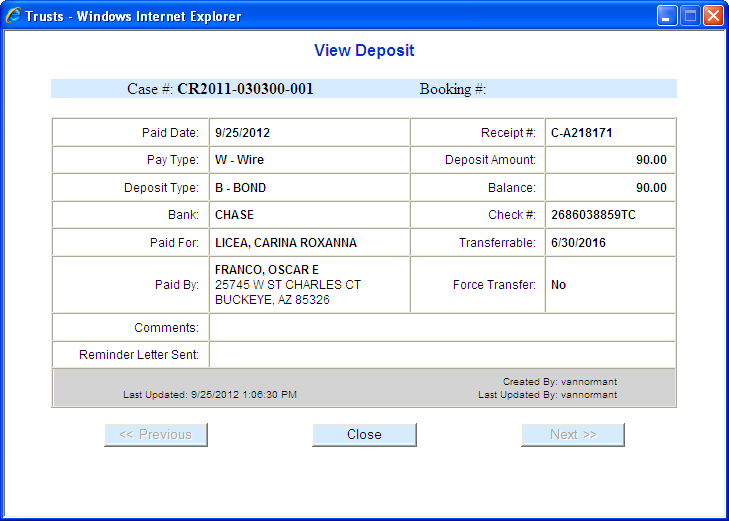 Trusts - Windows Internet Explorer
View Deposit
Case #: CR2011-030300-001 Booking #:
Paid Date: 9/25/2012 Receipt #: C-A218171
Pay Type: W - Wire Deposit Amount: 90.00
Deposit Type: B - BOND Balance: 90.00
Bank: CHASE Check #: 2686038859TC
Paid For: LICEA, CARINA ROXANNA Transferrable: 6/30/2016
Paid By: FRANCO, OSCAR E
25745 W ST CHARLES CT
BUCKEYE, AZ 85326
Force Transfer: No
Comments:
Reminder Letter Sent:
Created By: vannormant
Last Updated: 9/25/2012 1:06:30 PM Last Updated By: vannormant
<< Previous Close Next >>